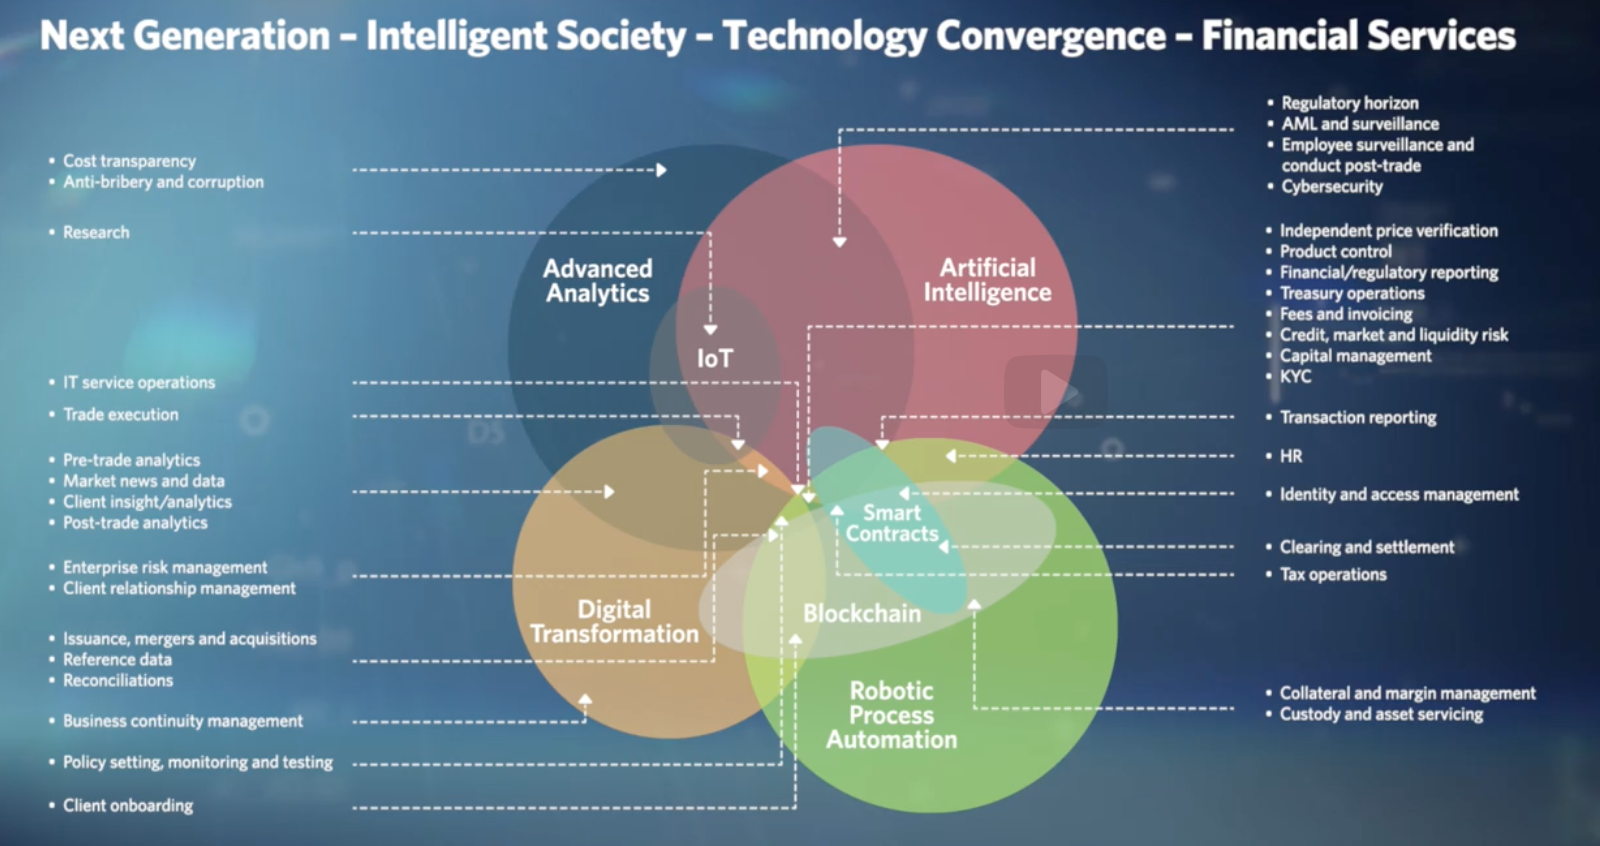 Next Generation – Intelligent Society – Technology Convergence – Financial Services
• Cost transparency
• Anti-bribery and corruption
• Research
• IT service operations
• Trade execution
• Pre-trade analytics
• Market news and data
• Client insight/analytics
• Post-trade analytics
• Enterprise risk management
• Client relationship management
• Issuance, mergers and acquisitions
• Reference data
• Reconciliations
• Business continuity management
• Policy setting, monitoring and testing
• Client onboarding
Advanced
Analytics
Artificial
Intelligence
IoT
Smart
Contracts
Digital
Transformation
Blockchain
Robotic
Process
Automation
• Regulatory horizon
• AML and surveillance
• Employee surveillance and
conduct post-trade
• Cybersecurity
• Independent price verification
• Product control
• Financial/regulatory reporting
• Treasury operations
• Fees and invoicing
• Credit, market and liquidity risk
• Capital management
• KYC
• Transaction reporting
• HR
• Identity and access management
• Clearing and settlement
• Tax operations
• Collateral and margin management
• Custody and asset servicing